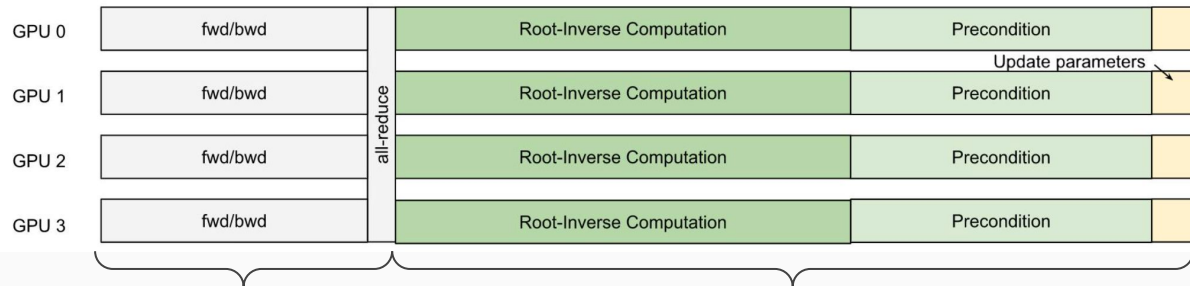 GPU 0 fwd/bwd Root-Inverse Computation Precondition
Update parameters
GPU 1 fwd/bwd Root-Inverse Computation Precondition
all-reduce
GPU 2 fwd/bwd Root-Inverse Computation Precondition
GPU 3 fwd/bwd Root-Inverse Computation Precondition